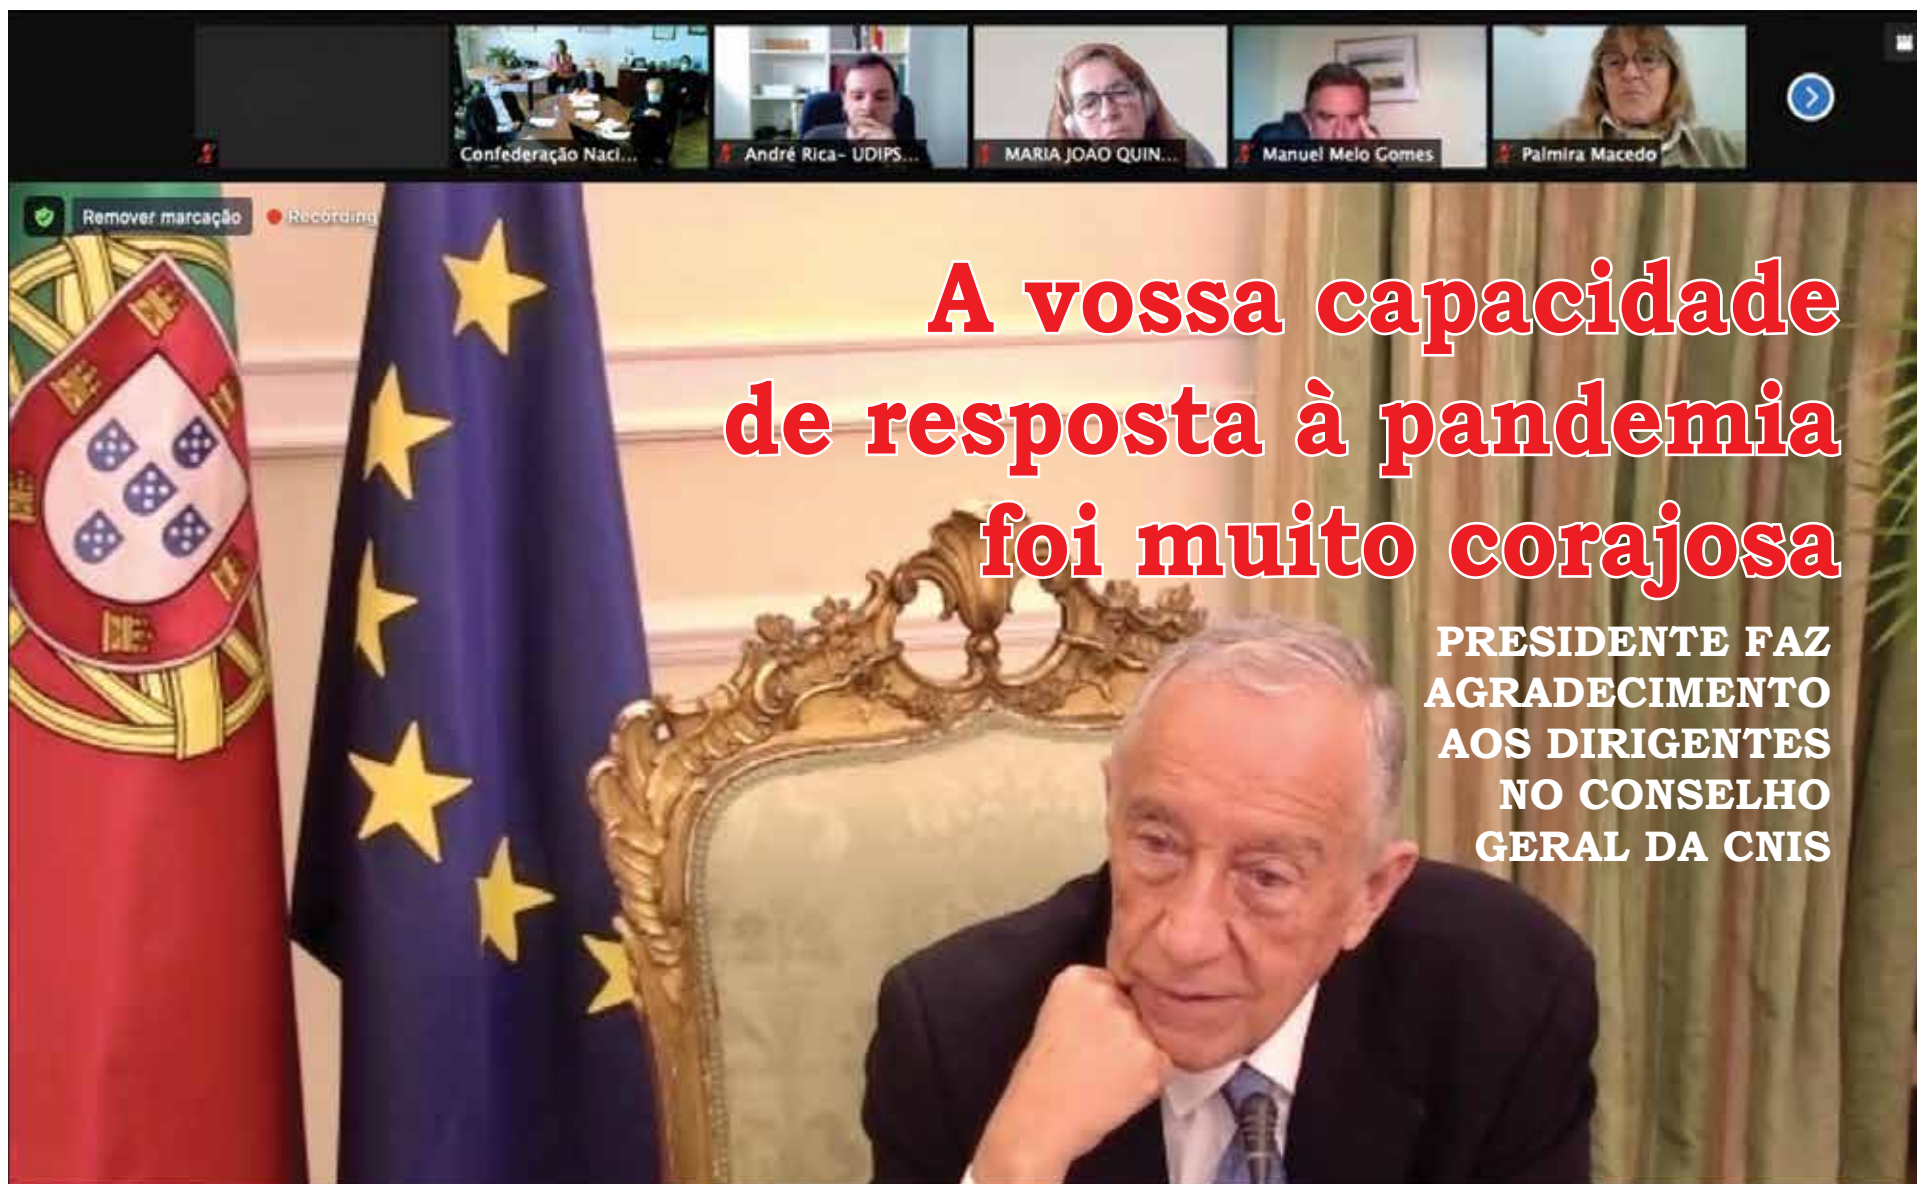 Confederação Naci...
André Rica- UDIPS...
MARIA JOAO QUIN...
Manuel Melo Gomes
Palmira Macedo
Remover marcação
Recording
A vossa capacidade
de resposta à pandemia
foi muito corajosa
PRESIDENTE FAZ
AGRADECIMENTO
AOS DIRIGENTES
NO CONSELHO
GERAL DA CNIS